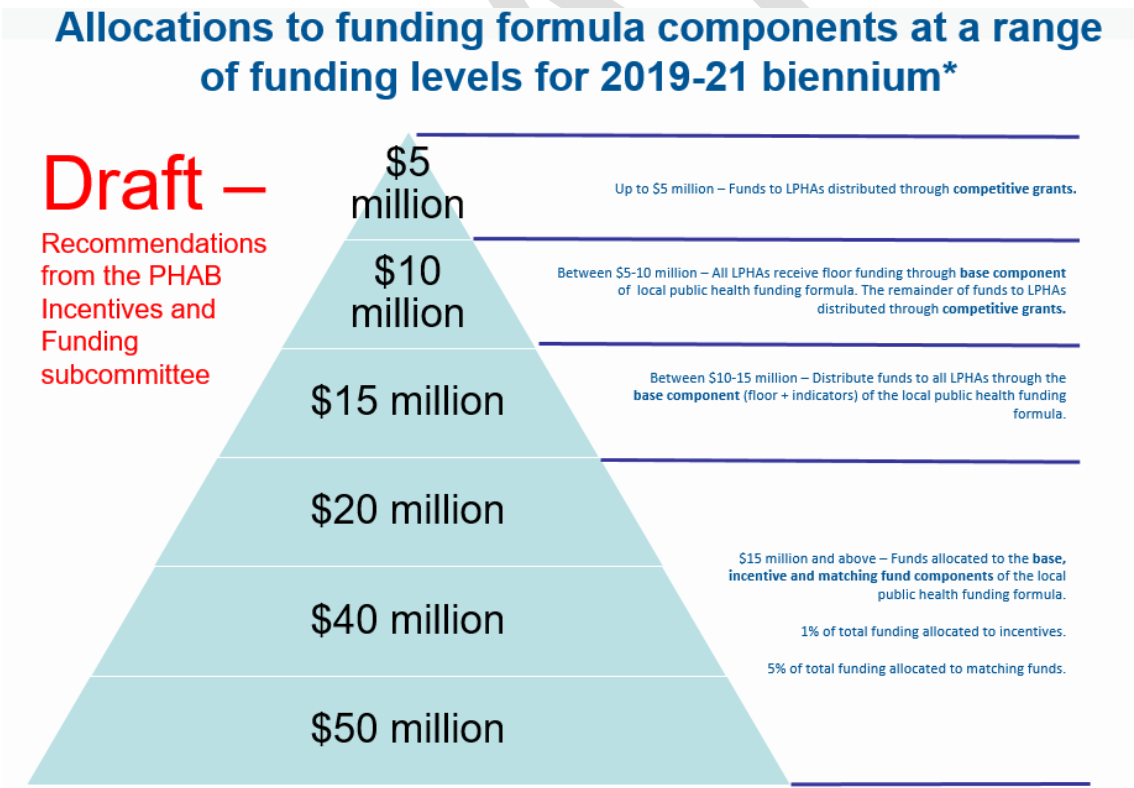 Allocations to funding formula components at a range
of funding levels for 2019-21 biennium*
Draft –
Recommendations
from the PHAB
Incentives and
Funding
subcommittee
$5
million
Up to $5 million – Funds to LPHAs distributed through competitive grants.
$10
million
Between $5-10 million – All LPHAs receive floor funding through base component
of local public health funding formula. The remainder of funds to LPHAs
distributed through competitive grants.
$15 million
Between $10-15 million – Distribute funds to all LPHAs through the
base component (floor + indicators) of the local public health funding
formula.
$20 million
$40 million
$50 million
$15 million and above – Funds allocated to the base,
incentive and matching fund components of the local
public health funding formula.
1% of total funding allocated to incentives.
5% of total funding allocated to matching funds.